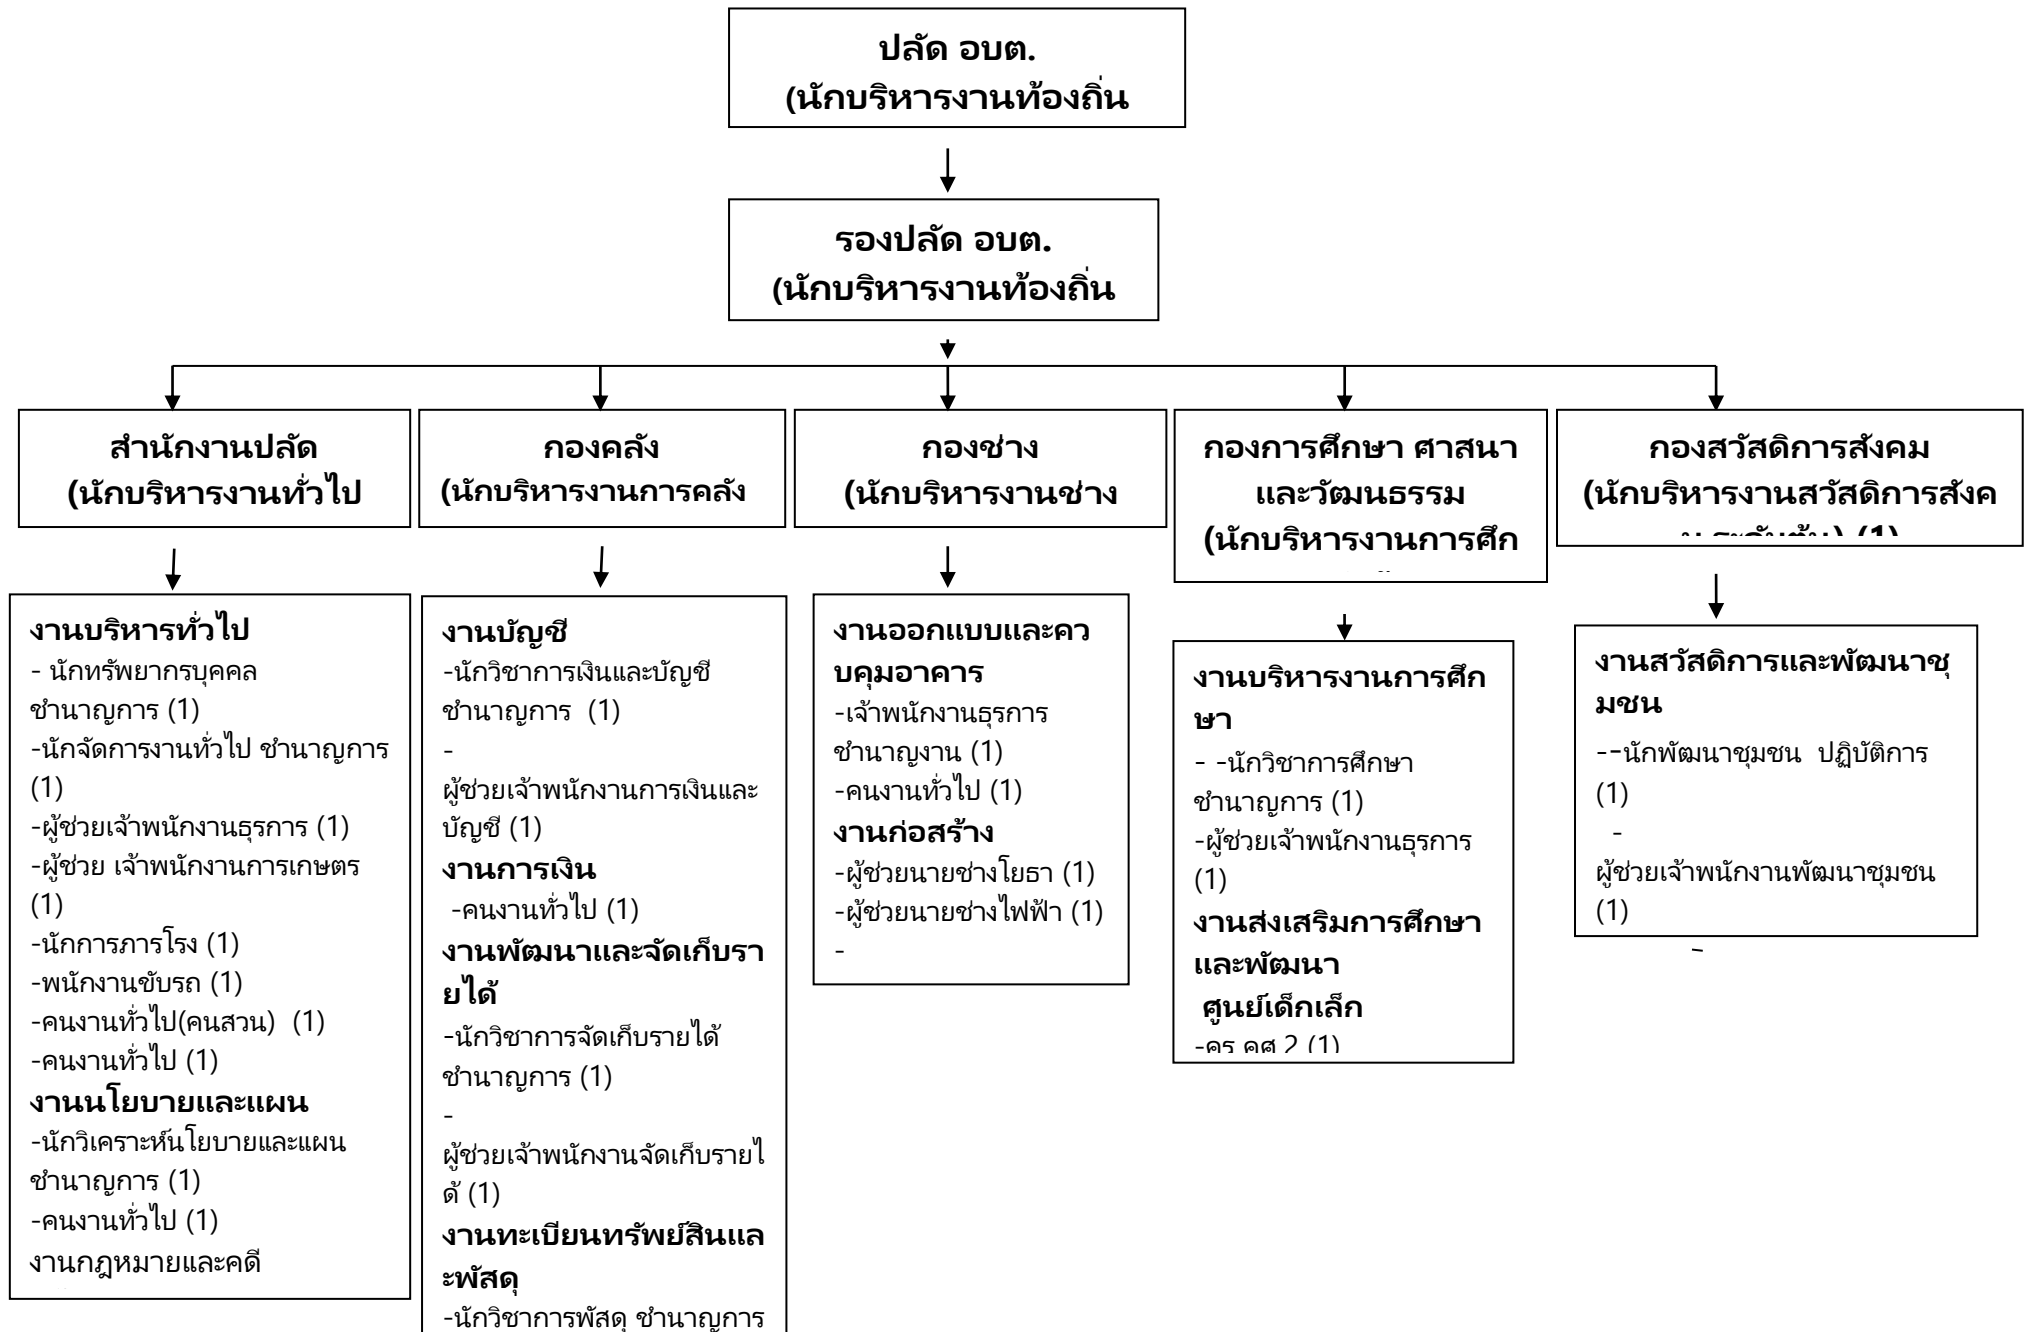 ปลัด อบต.
(นักบริหารงานท้องถิ่น
รองปลัด อบต.
(นักบริหารงานท้องถิ่น
สำนักงานปลัด
(นักบริหารงานทั่วไป
กองคลัง
(นักบริหารงานการคลัง
กองช่าง
(นักบริหารงานช่าง
กองการศึกษา ศาสนา
และวัฒนธรรม
(นักบริหารงานการศึก
กองสวัสดิการสังคม
(นักบริหารงานสวัสดิการสังค
ม ระดับต้น) (1)
งานบริหารทั่วไป
- นักทรัพยากรบุคคล
ชำนาญการ (1)
-นักจัดการงานทั่วไป ชำนาญการ
(1)
-ผู้ช่วยเจ้าพนักงานธุรการ (1)
-ผู้ช่วย เจ้าพนักงานการเกษตร
(1)
-นักการภารโรง (1)
-พนักงานขับรถ (1)
-คนงานทั่วไป(คนสวน) (1)
-คนงานทั่วไป (1)
งานนโยบายและแผน
-นักวิเคราะห์นโยบายและแผน
ชำนาญการ (1)
-คนงานทั่วไป (1)
งานกฎหมายและคดี
งานบัญชี
-นักวิชาการเงินและบัญชี
ชำนาญการ (1)
-
ผู้ช่วยเจ้าพนักงานการเงินและ
บัญชี (1)
งานการเงิน
-คนงานทั่วไป (1)
งานพัฒนาและจัดเก็บรา
ยได้
-นักวิชาการจัดเก็บรายได้
ชำนาญการ (1)
-
ผู้ช่วยเจ้าพนักงานจัดเก็บรายไ
ด้ (1)
งานทะเบียนทรัพย์สินแล
ะพัสดุ
-นักวิชาการพัสดุ ชำนาญการ
งานออกแบบและคว
บคุมอาคาร
-เจ้าพนักงานธุรการ
ชำนาญงาน (1)
-คนงานทั่วไป (1)
งานก่อสร้าง
-ผู้ช่วยนายช่างโยธา (1)
-ผู้ช่วยนายช่างไฟฟ้า (1)
-
งานบริหารงานการศึก
ษา
- -นักวิชาการศึกษา
ชำนาญการ (1)
-ผู้ช่วยเจ้าพนักงานธุรการ
(1)
งานส่งเสริมการศึกษา
และพัฒนา
ศูนย์เด็กเล็ก
-ครู คศ 2 (1)
งานสวัสดิการและพัฒนาชุ
มชน
--นักพัฒนาชุมชน ปฏิบัติการ
(1)
-
ผู้ช่วยเจ้าพนักงานพัฒนาชุมชน
(1)
-